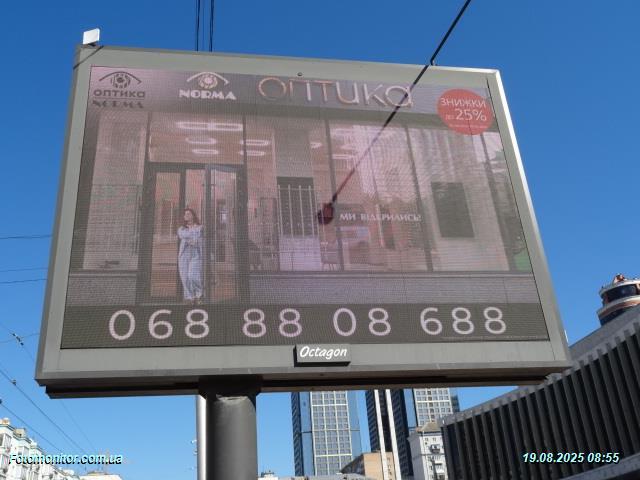 оптика
NORMA
NORMA
оптика
ЗНИЖКИ
до 25%
МИ ВІДКРИЛИСЬ!
068 88 08 688
Octagon
Fotomonitor.com.ua
19.08.2025 08:55